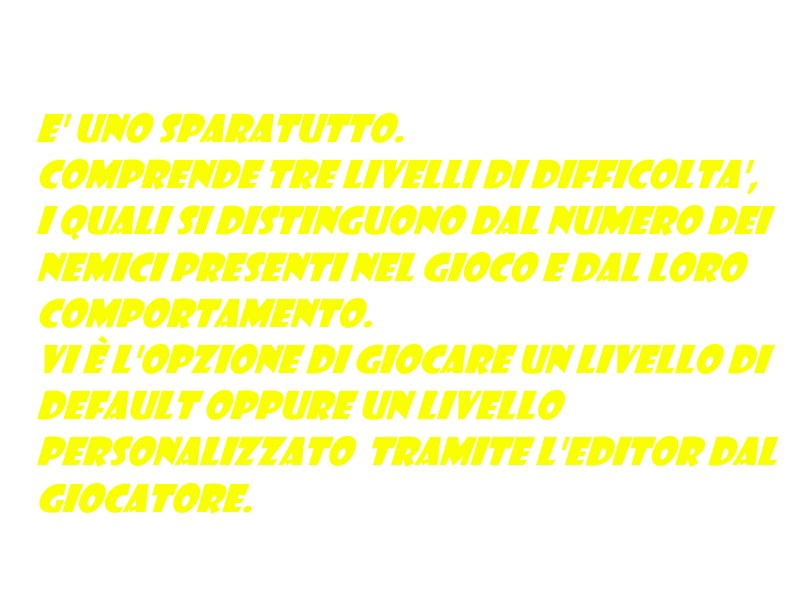 E' UNO SPARATUTTO.
COMPRENDE TRE LIVELLI DI DIFFICOLTA',
I QUALI SI DISTINGUONO DAL NUMERO DEI
NEMICI PRESENTI NEL GIOCO E DAL LORO
COMPORTAMENTO.
VI È L'OPZIONE DI GIOCARE UN LIVELLO DI
DEFAULT OPPURE UN LIVELLO
PERSONALIZZATO  TRAMITE L'EDITOR DAL
GIOCATORE.